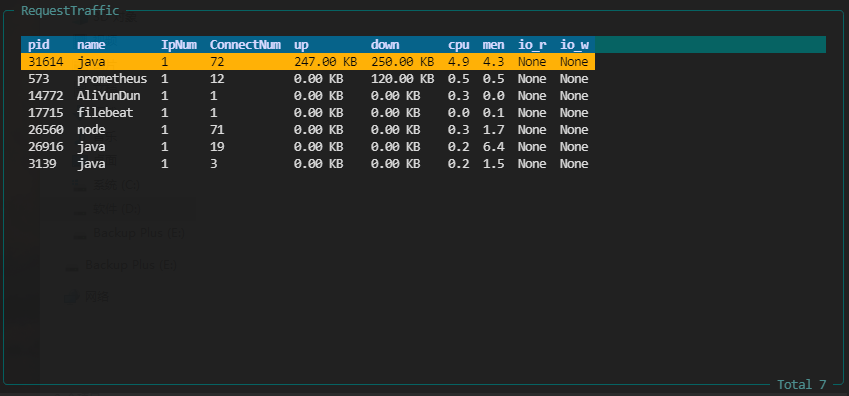 RequestTraffic
pid name IpNum ConnectNum up down cpu men io_r io_w
31614 java 1 72 247.00 KB 250.00 KB 4.9 4.3 None None
573 prometheus 1 12 0.00 KB 120.00 KB 0.5 0.5 None None
14772 AliYunDun 1 1 0.00 KB 0.00 KB 0.3 0.0 None None
17715 filebeat 1 1 0.00 KB 0.00 KB 0.0 0.1 None None
26560 node 1 71 0.00 KB 0.00 KB 0.3 1.7 None None
26916 java 1 19 0.00 KB 0.00 KB 0.2 6.4 None None
3139 java 1 3 0.00 KB 0.00 KB 0.2 1.5 None None
Total 7